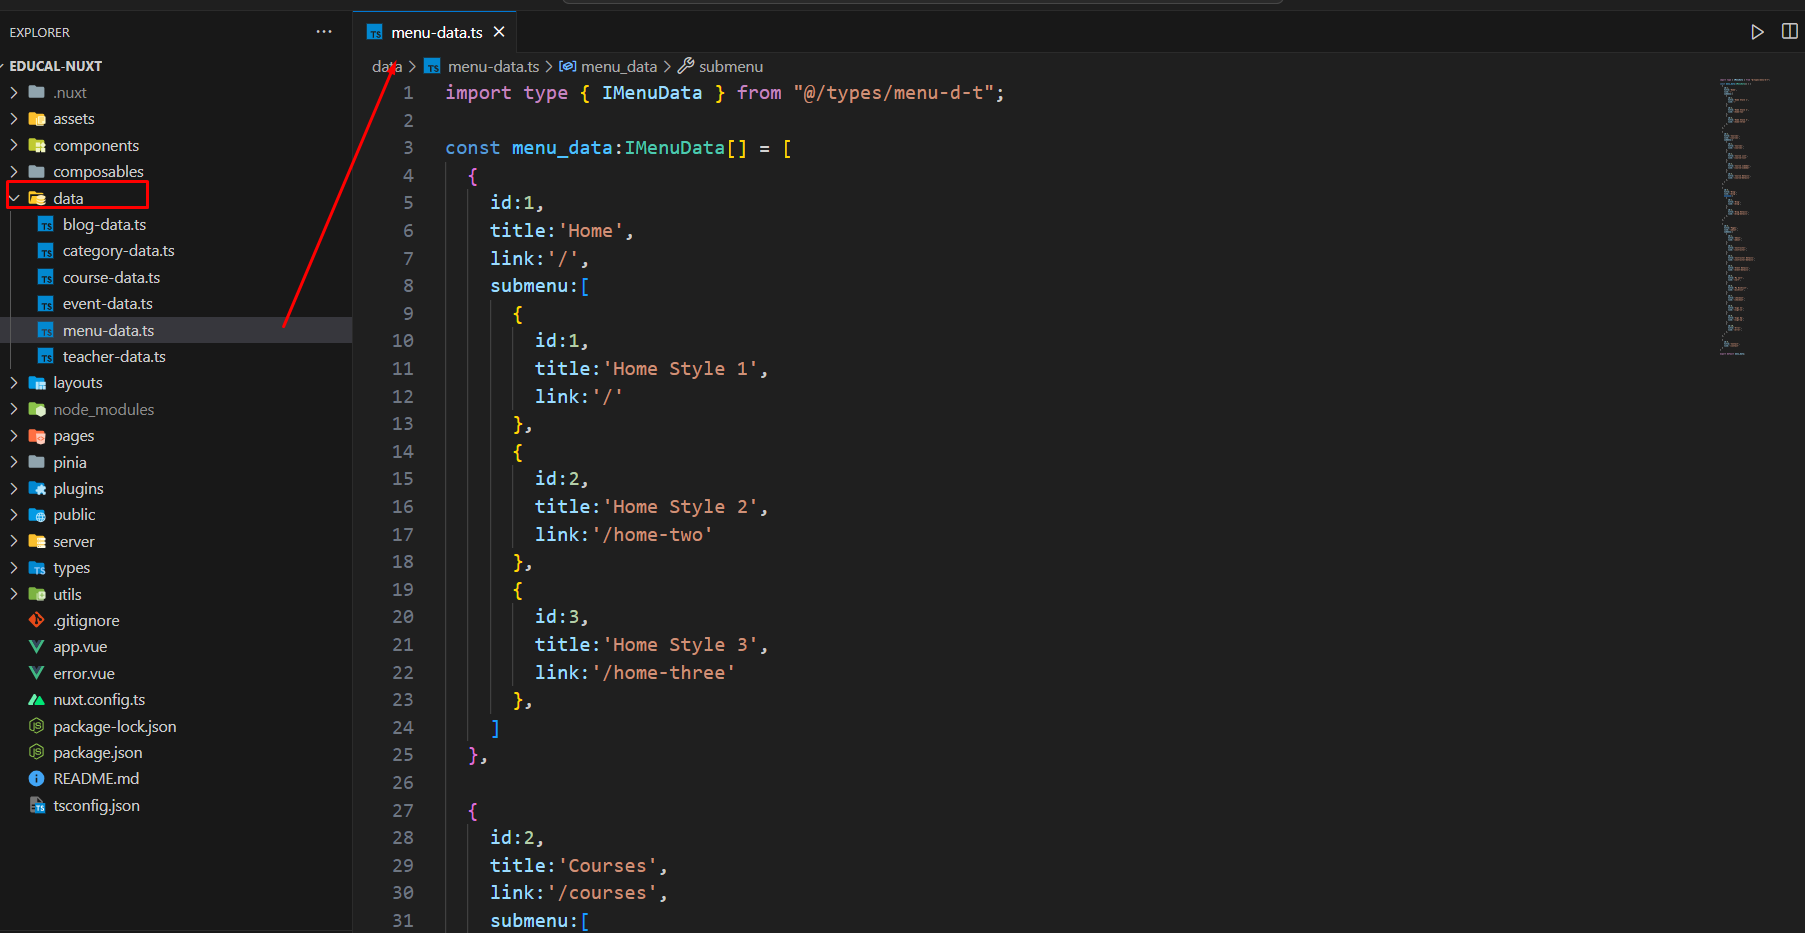 EXPLORER
EDUCAL-NUXT
.nuxt
assets
components
composables
data
blog-data.ts
category-data.ts
course-data.ts
event-data.ts
menu-data.ts
teacher-data.ts
layouts
node_modules
pages
pinia
plugins
public
server
types
utils
.gitignore
app.vue
error.vue
nuxt.config.ts
package-lock.json
package.json
README.md
tsconfig.json
menu-data.ts
data > menu-data.ts > menu_data > submenu
1 import type { IMenuData } from "@/types/menu-d-t";
2
3 const menu_data:IMenuData[] = [
4 {
5 id:1,
6 title:'Home',
7 link:'/',
8 submenu:[
9 {
10 id:1,
11 title:'Home Style 1',
12 link:'/'
13 },
14 {
15 id:2,
16 title:'Home Style 2',
17 link:'/home-two'
18 },
19 {
20 id:3,
21 title:'Home Style 3',
22 link:'/home-three'
23 },
24 ]
25 },
26
27 {
28 id:2,
29 title:'Courses',
30 link:'/courses',
31 submenu:[